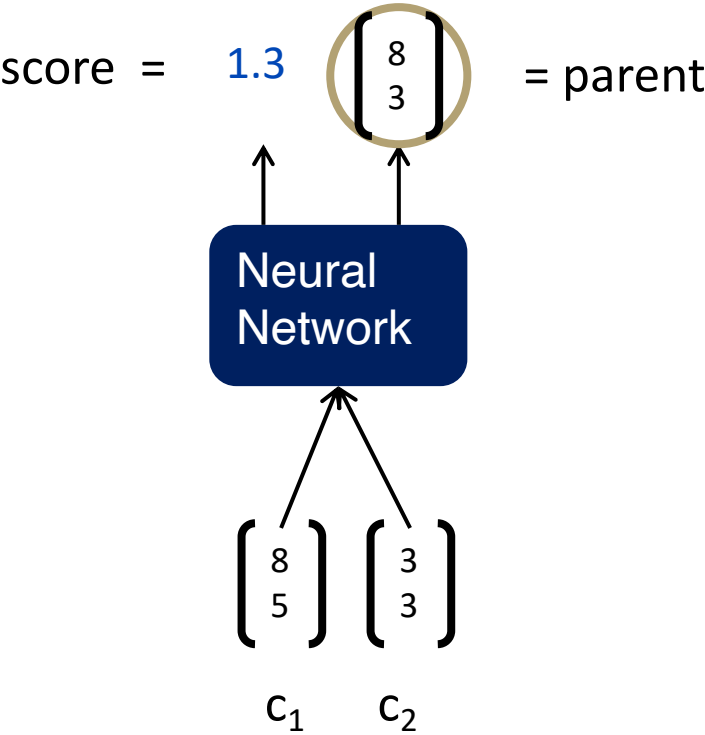 score = 1.3
8
3
= parent
Neural
Network
8
5
3
3
c₁ c₂